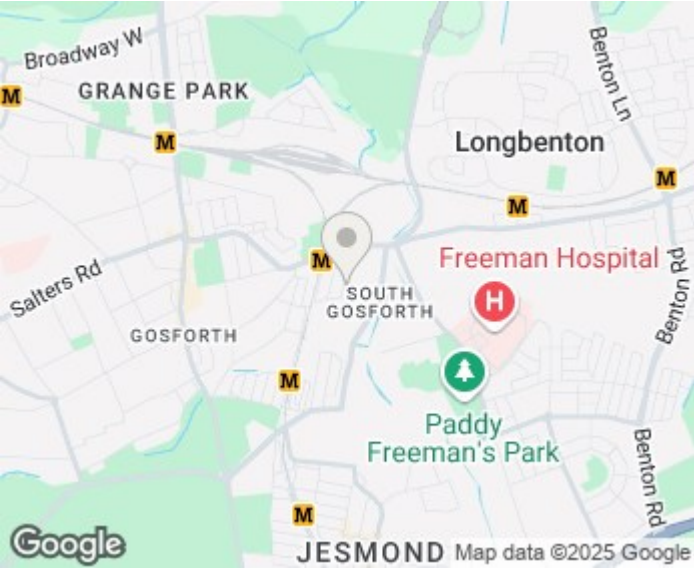 Broadway W
Benton Ln
M
GRANGE PARK
M
Longbenton
M
M
M
Freeman Hospital
Salters Rd
SOUTH
GOSFORTH
H
Benton Rd
GOSFORTH
M
Paddy
Freeman's Park
Benton Rd
M
Google
JESMOND
Map data ©2025 Google